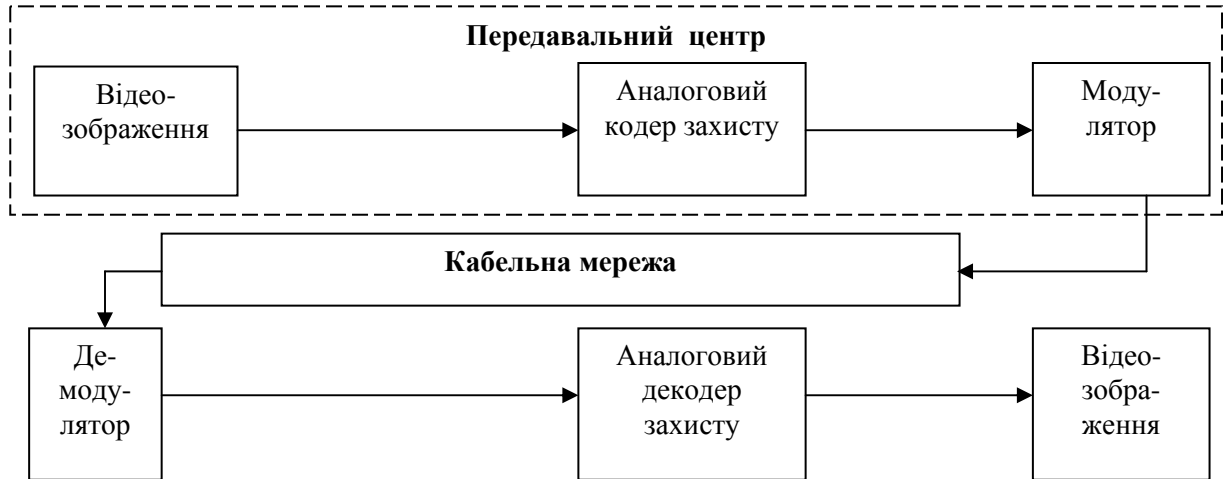 Передавальний центр
Відео-
зображення
Аналоговий
кодер захисту
Моду-
лятор
Кабельна мережа
Де-
моду-
лятор
Аналоговий
декодер
захисту
Відео-
зобра-
ження